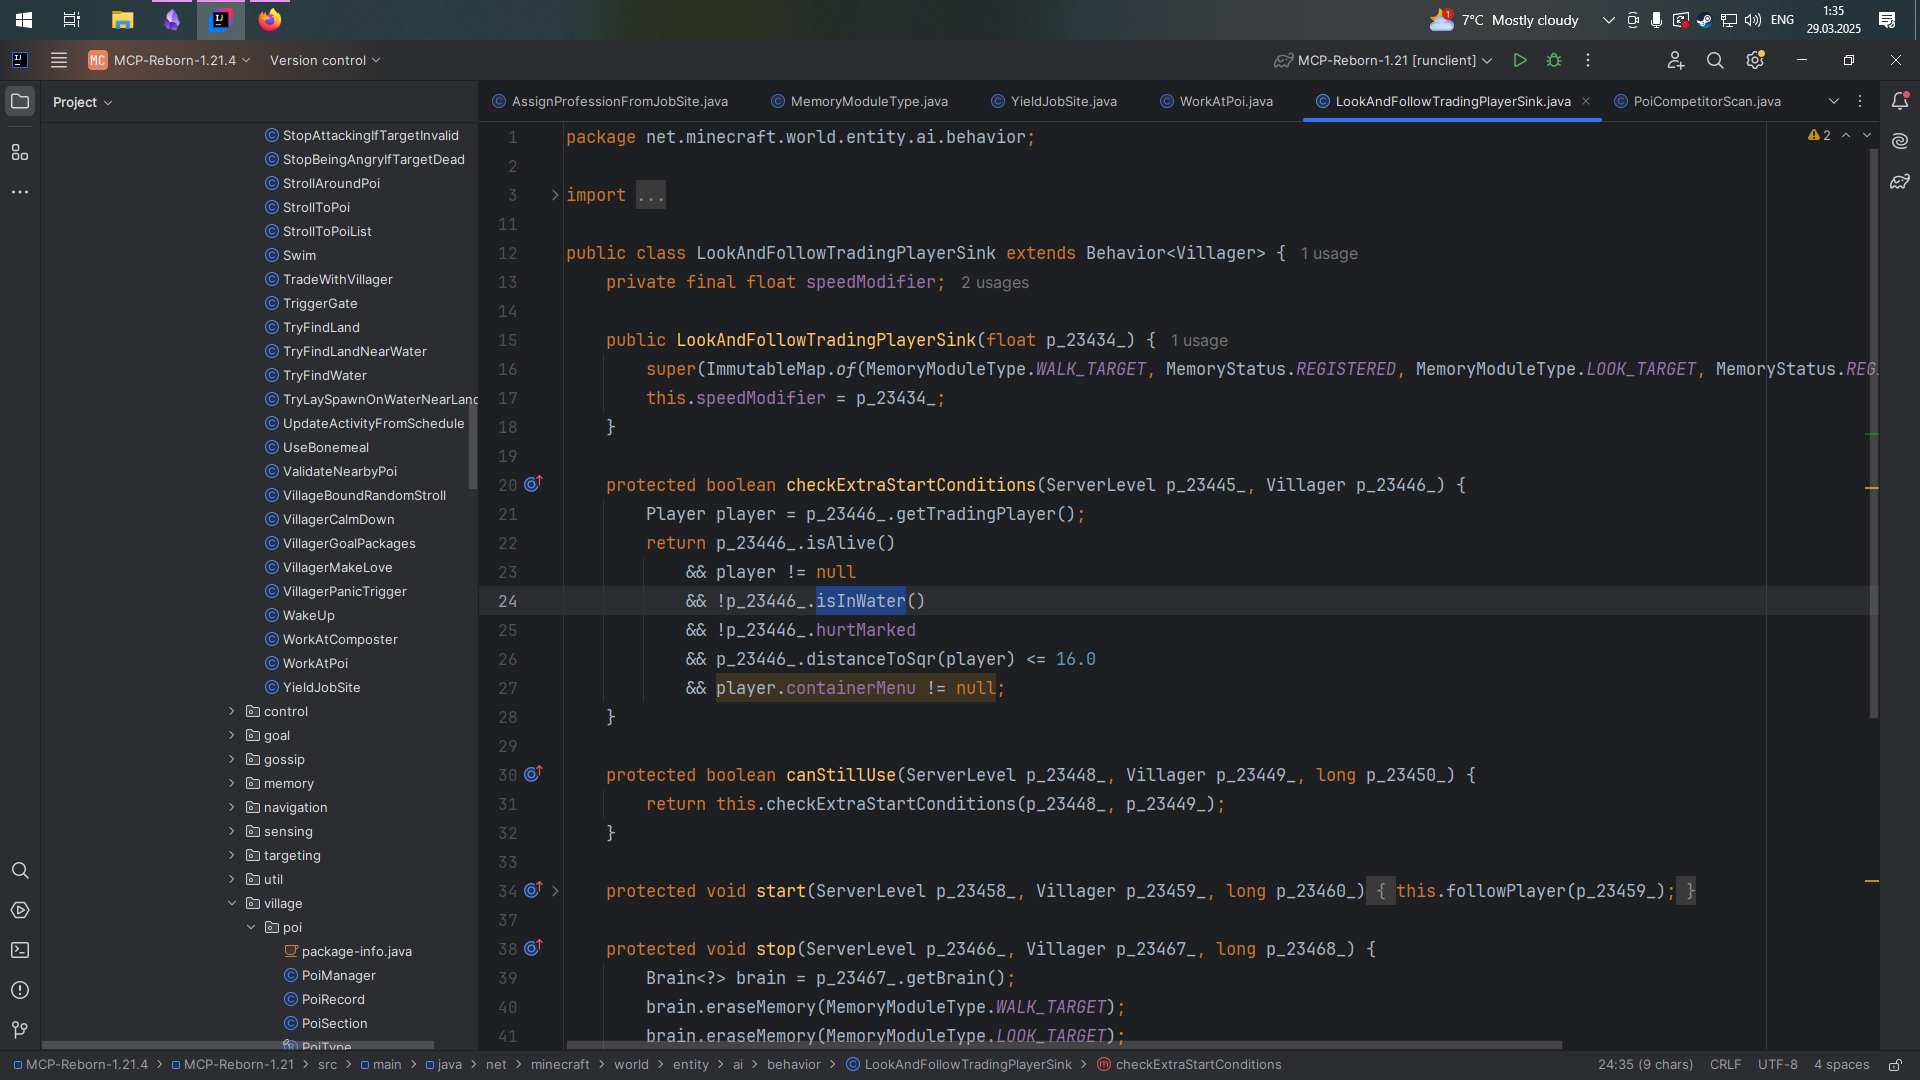 1
7°C Mostly cloudy
ENG
1:35
29.03.2025
MC
MCP-Reborn-1.21.4
Version control
MCP-Reborn-1.21 [runclient]
Project
AssignProfessionFromJobSite.java
MemoryModuleType.java
YieldJobSite.java
WorkAtPoi.java
LookAndFollowTradingPlayerSink.java
PoiCompetitorScan.java
StopAttackingIfTargetInvalid
StopBeingAngryIfTargetDead
StrollAroundPoi
StrollToPoi
StrollToPoiList
Swim
TradeWithVillager
TriggerGate
TryFindLand
TryFindLandNearWater
TryFindWater
TryLaySpawnOnWaterNearLand
UpdateActivityFromSchedule
UseBonemeal
ValidateNearbyPoi
VillageBoundRandomStroll
VillagerCalmDown
VillagerGoalPackages
VillagerMakeLove
VillagerPanicTrigger
WakeUp
WorkAtComposter
WorkAtPoi
YieldJobSite
control
goal
gossip
memory
navigation
sensing
targeting
util
village
poi
package-info.java
PoiManager
PoiRecord
PoiSection
PoiType
2
1 package net.minecraft.world.entity.ai.behavior;
2
3 import ...
11
12 public class LookAndFollowTradingPlayerSink extends Behavior<Villager> { 1 usage
13 private final float speedModifier; 2 usages
14
15 public LookAndFollowTradingPlayerSink(float p_23434_) { 1 usage
16 super(ImmutableMap.of(MemoryModuleType.WALK_TARGET, MemoryStatus.REGISTERED, MemoryModuleType.LOOK_TARGET, MemoryStatus.REG
17 this.speedModifier = p_23434_;
18 }
19
20 protected boolean checkExtraStartConditions(ServerLevel p_23445_, Villager p_23446_) {
21 Player player = p_23446_.getTradingPlayer();
22 return p_23446_.isAlive()
23 && player != null
24 && !p_23446_.isInWater()
25 && !p_23446_.hurtMarked
26 && p_23446_.distanceToSqr(player) <= 16.0
27 && player.containerMenu != null;
28 }
29
30 protected boolean canStillUse(ServerLevel p_23448_, Villager p_23449_, long p_23450_) {
31 return this.checkExtraStartConditions(p_23448_, p_23449_);
32 }
33
34 protected void start(ServerLevel p_23458_, Villager p_23459_, long p_23460_) { this.followPlayer(p_23459_); }
37
38 protected void stop(ServerLevel p_23466_, Villager p_23467_, long p_23468_) {
39 Brain<?> brain = p_23467_.getBrain();
40 brain.eraseMemory(MemoryModuleType.WALK_TARGET);
41 brain.eraseMemory(MemoryModuleType.LOOK_TARGET);
MCP-Reborn-1.21.4 > MCP-Reborn-1.21 > src > main > java > net > minecraft > world > entity > ai > behavior > LookAndFollowTradingPlayerSink > checkExtraStartConditions
24:35 (9 chars) CRLF UTF-8 4 spaces